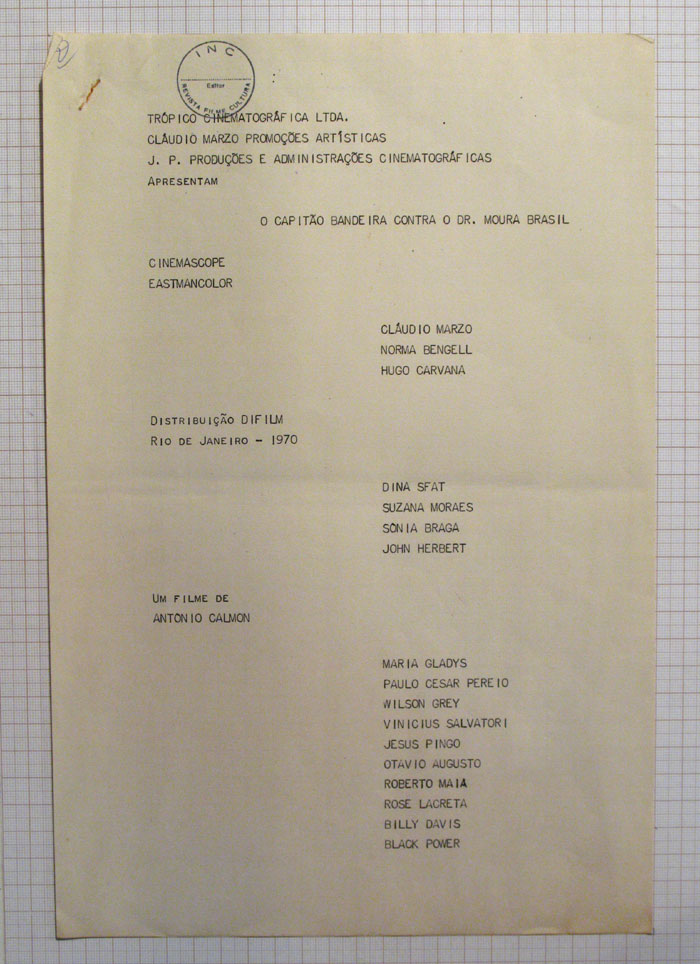 INC
Editor
REVISTA FILME CULTURA
:
TRÓPICO CINEMATOGRÁFICA LTDA.
CLÁUDIO MARZO PROMOÇÕES ARTÍSTICAS
J. P. PRODUÇÕES E ADMINISTRAÇÕES CINEMATOGRÁFICAS
APRESENTAM
O CAPITÃO BANDEIRA CONTRA O DR. MOURA BRASIL
CINEMASCOPE
EASTMANCOLOR
CLÁUDIO MARZO
NORMA BENGELL
HUGO CARVANA
DISTRIBUIÇÃO DIFILM
RIO DE JANEIRO - 1970
DINA SFAT
SUZANA MORAES
SÔNIA BRAGA
JOHN HERBERT
UM FILME DE
ANTÔNIO CALMON
MARIA GLADYS
PAULO CESAR PEREIO
WILSON GREY
VINICIUS SALVATORI
JESUS PINGO
OTAVIO AUGUSTO
ROBERTO MAIA
ROSE LACRETA
BILLY DAVIS
BLACK POWER